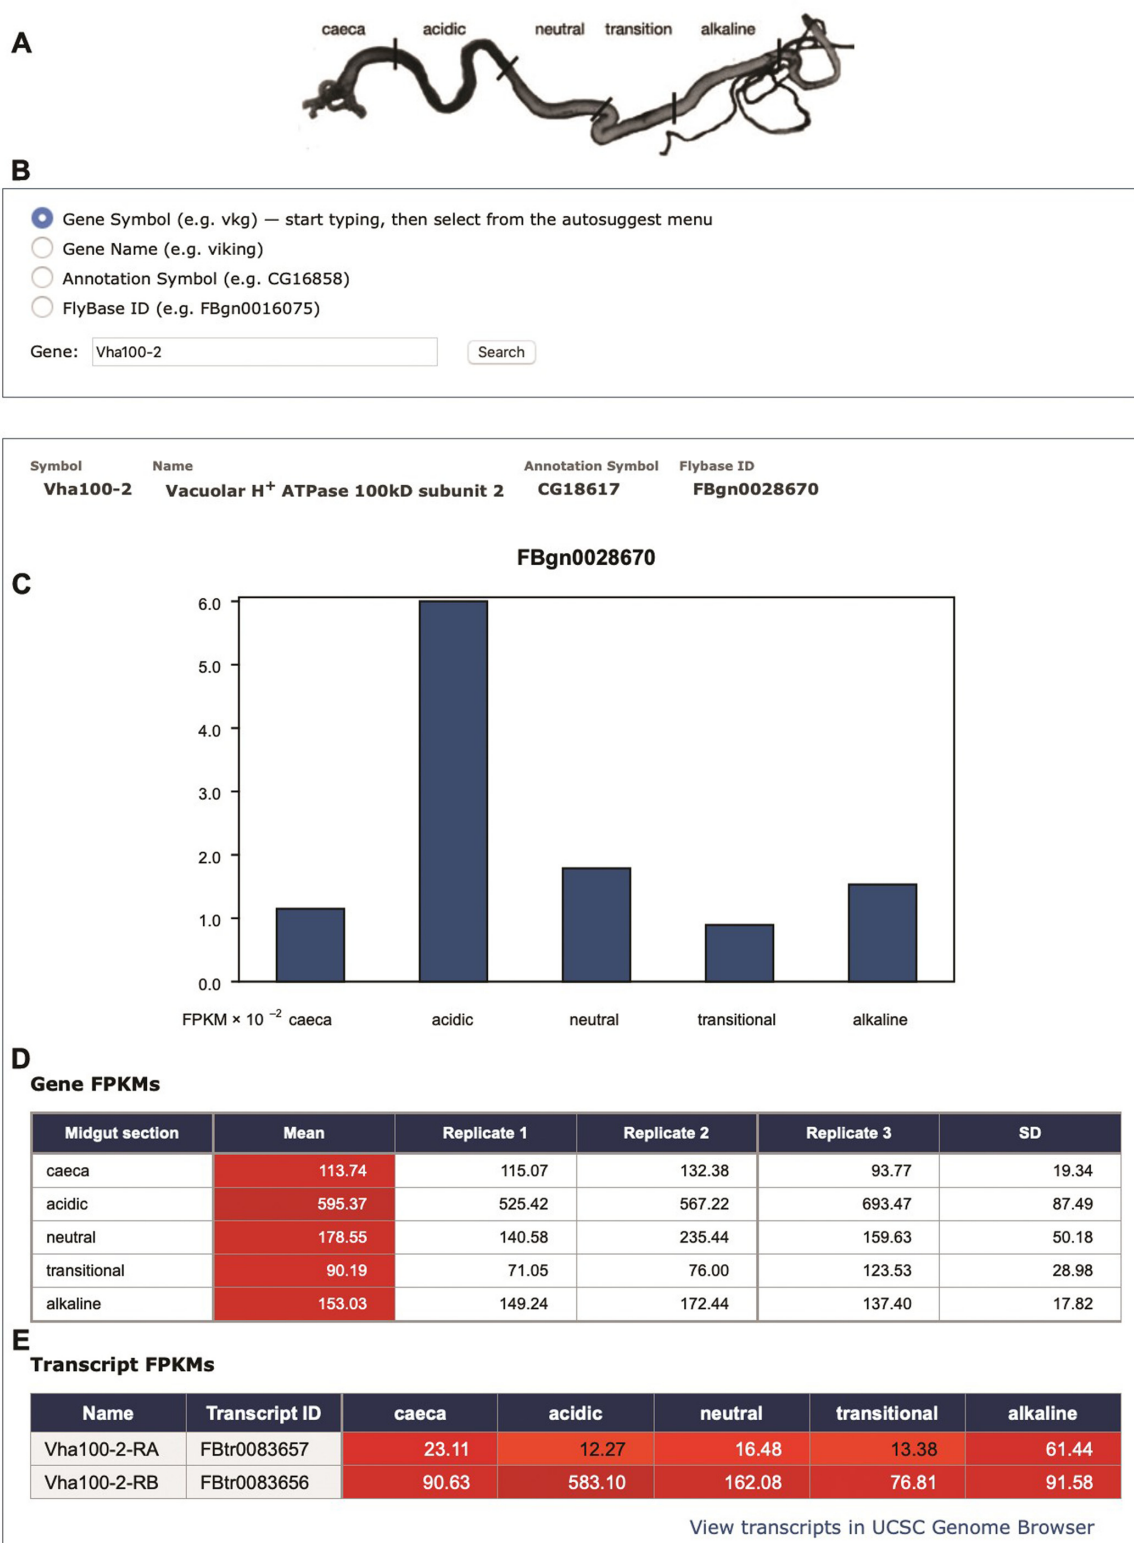 A
caeca acidic neutral transition alkaline
B
Gene Symbol (e.g. vkg) — start typing, then select from the autosuggest menu
Gene Name (e.g. viking)
Annotation Symbol (e.g. CG16858)
FlyBase ID (e.g. FBgn0016075)
Gene: Vha100-2 Search
Symbol Name Annotation Symbol Flybase ID
Vha100-2 Vacuolar H+ ATPase 100kD subunit 2 CG18617 FBgn0028670
FBgn0028670
C
6.0
5.0
4.0
3.0
2.0
1.0
0.0
FPKM × 10 −2 caeca acidic neutral transitional alkaline
D
Gene FPKMs
Midgut section Mean Replicate 1 Replicate 2 Replicate 3 SD
caeca 113.74 115.07 132.38 93.77 19.34
acidic 595.37 525.42 567.22 693.47 87.49
neutral 178.55 140.58 235.44 159.63 50.18
transitional 90.19 71.05 76.00 123.53 28.98
alkaline 153.03 149.24 172.44 137.40 17.82
E
Transcript FPKMs
Name Transcript ID caeca acidic neutral transitional alkaline
Vha100-2-RA FBtr0083657 23.11 12.27 16.48 13.38 61.44
Vha100-2-RB FBtr0083656 90.63 583.10 162.08 76.81 91.58
View transcripts in UCSC Genome Browser